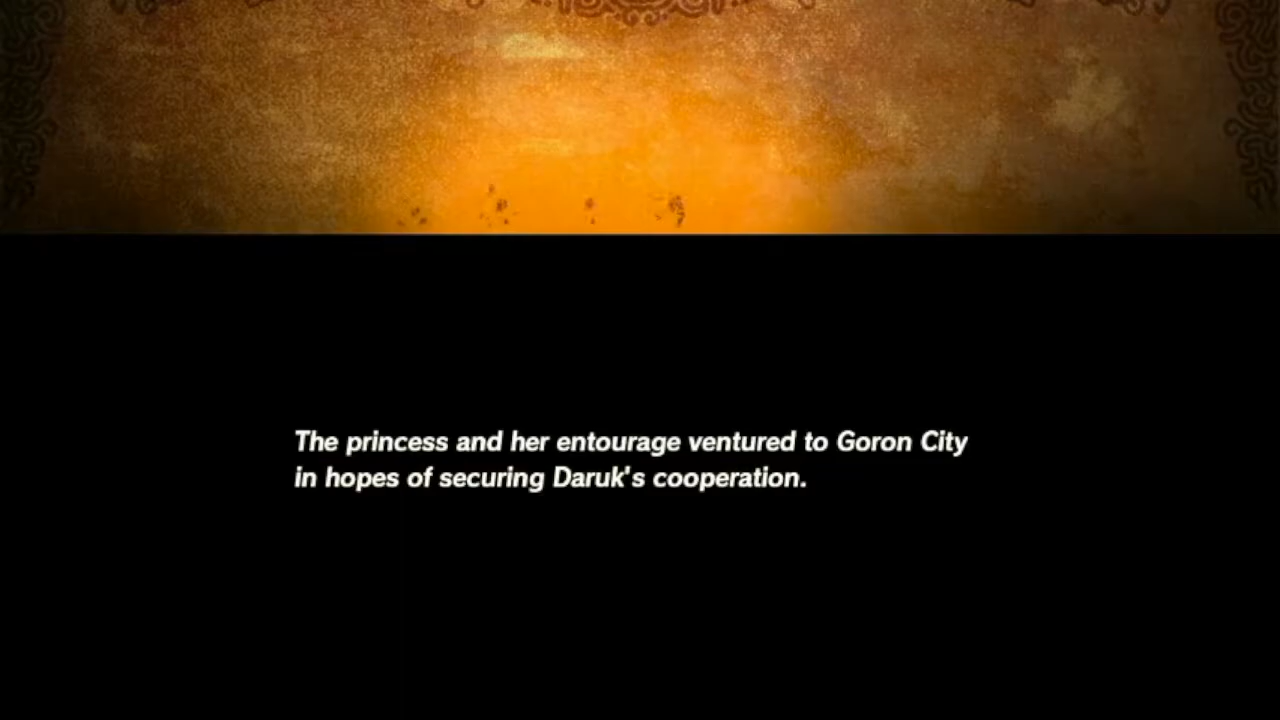 The princess and her entourage ventured to Goron City
in hopes of securing Daruk's cooperation.